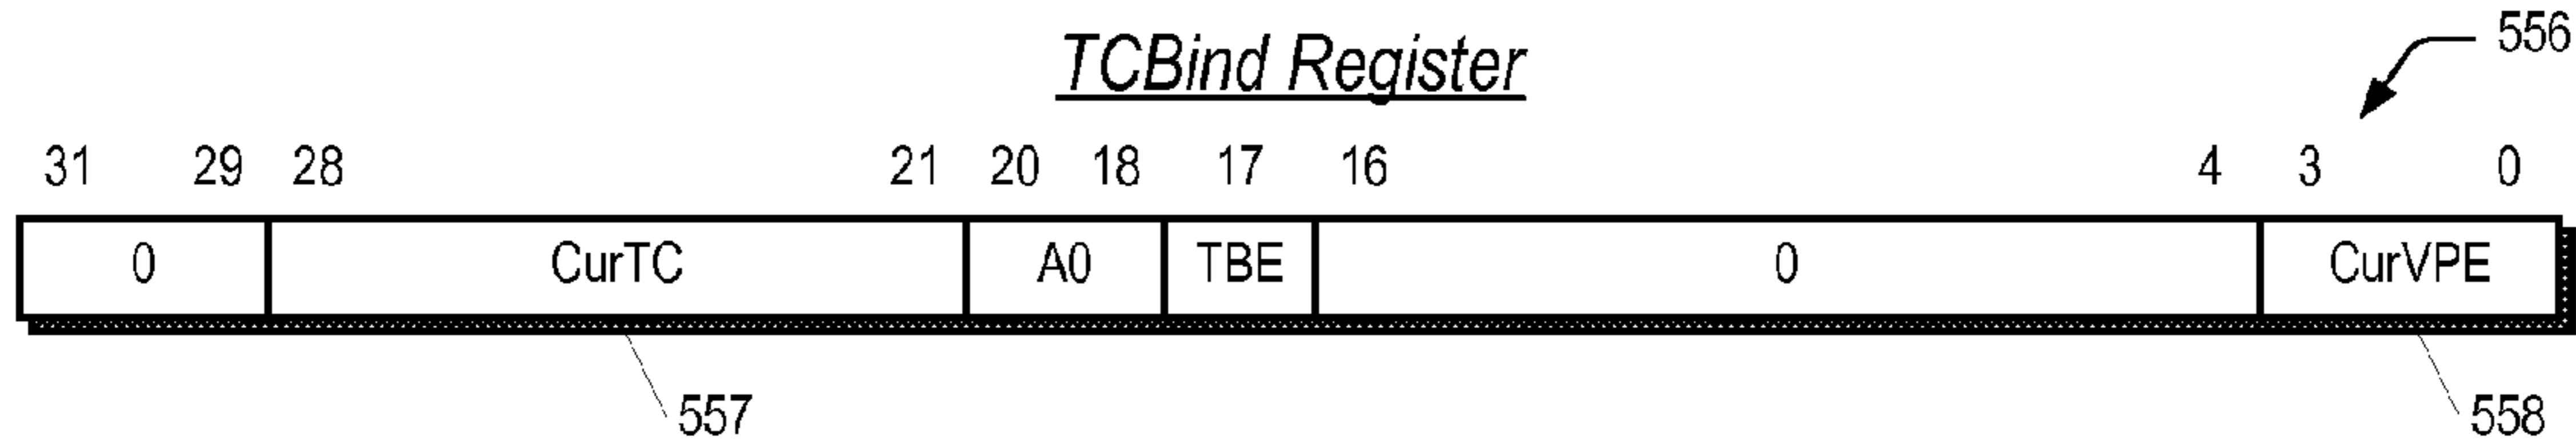 TCBind Register
556
31 29 28 21 20 18 17 16 4 3 0
0 CurTC A0 TBE 0 CurVPE
557 558